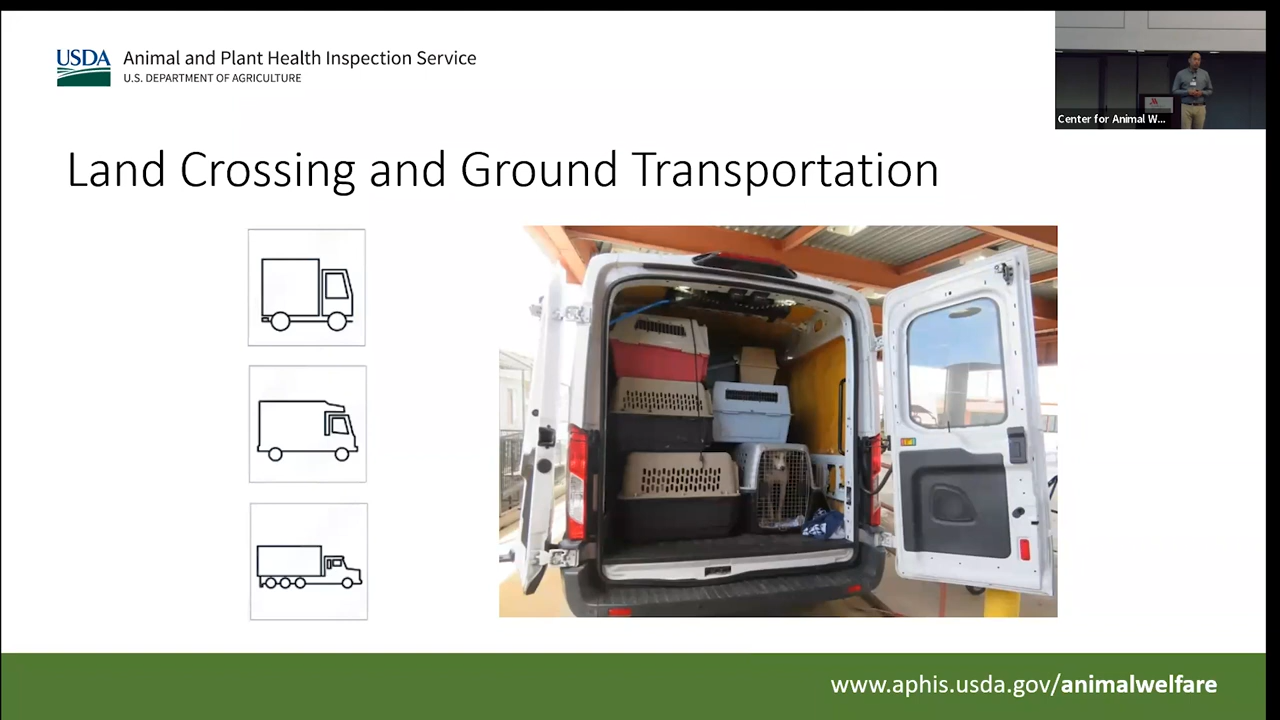 USDA
Animal and Plant Health Inspection Service
U.S. DEPARTMENT OF AGRICULTURE
Center for Animal W...
Land Crossing and Ground Transportation
www.aphis.usda.gov/animalwelfare